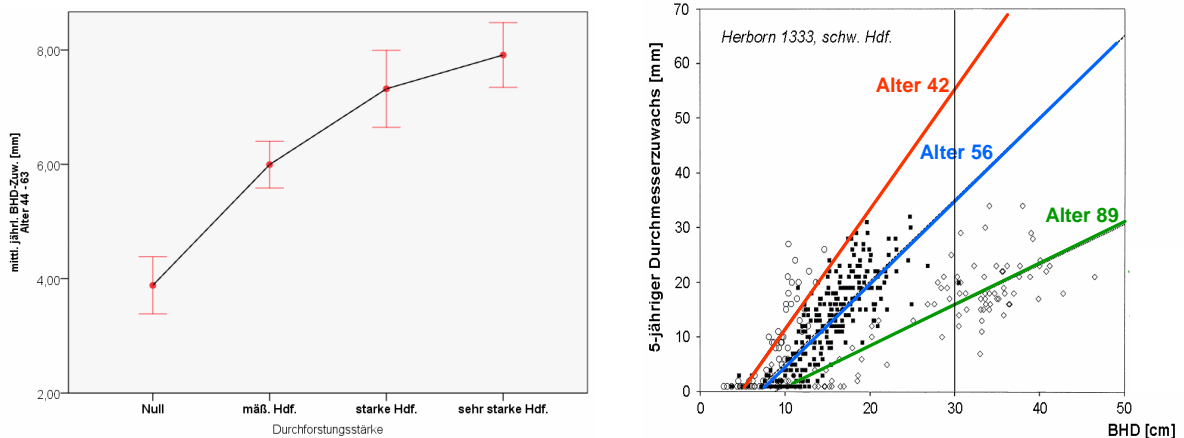 8,00
6,00
4,00
2,00
mittl. jährl. BHD-Zuw. [mm]
Alter 44 - 63
Null
mäß. Hdf.
starke Hdf.
sehr starke Hdf.
Durchforstungsstärke
70
60
50
40
30
20
10
0
5-jähriger Durchmesserzuwachs [mm]
Herborn 1333, schw. Hdf.
Alter 42
Alter 56
Alter 89
0
10
20
30
40
50
BHD [cm]